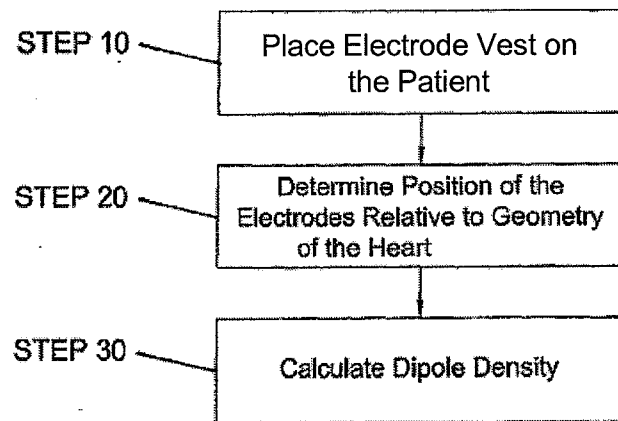 STEP 10
Place Electrode Vest on
the Patient
STEP 20
Determine Position of the
Electrodes Relative to Geometry
of the Heart
STEP 30
Calculate Dipole Density